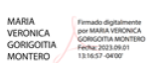 MARIA
VERONICA
GORIGOITIA
MONTERO
Firmado digitalmente
por MARIA VERONICA
GORIGOITIA MONTERO
Fecha: 2023.09.01
13:16:57 -04'00'